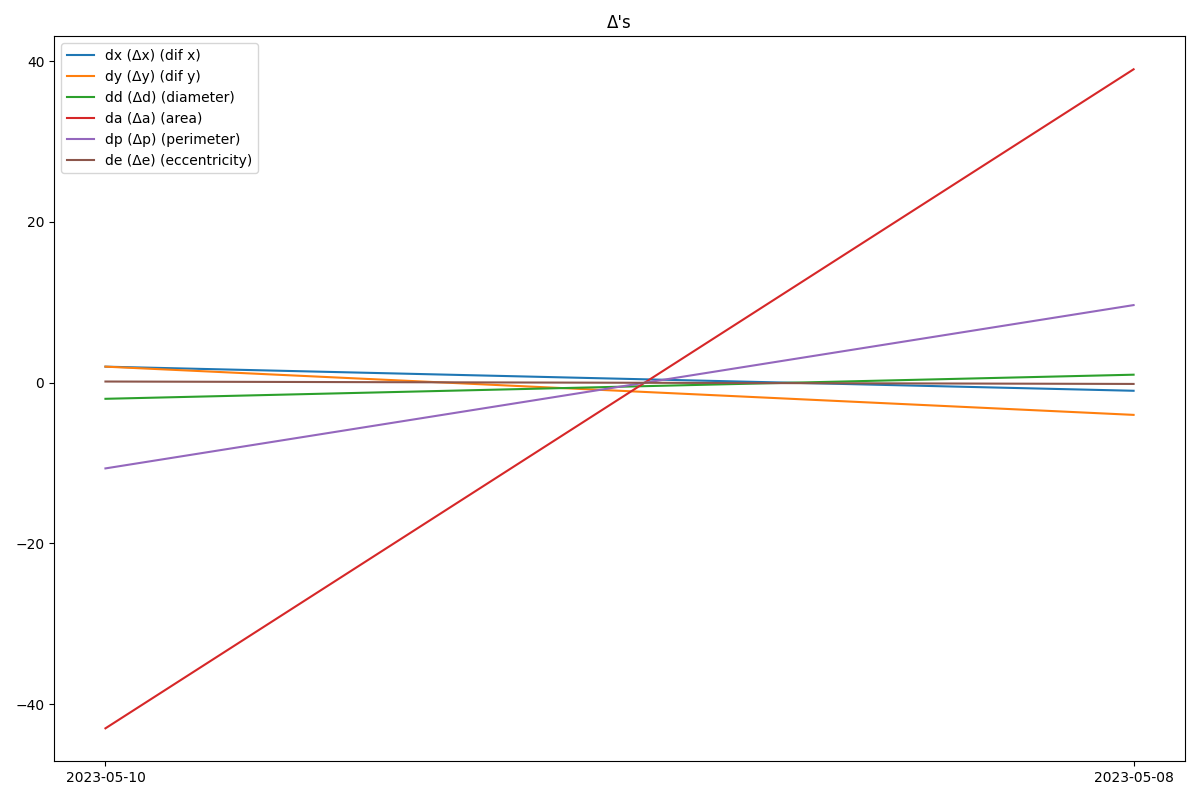 Δ's
dx (Δx) (dif x)
dy (Δy) (dif y)
dd (Δd) (diameter)
da (Δa) (area)
dp (Δp) (perimeter)
de (Δe) (eccentricity)
40
20
0
−20
−40
2023-05-10
2023-05-08